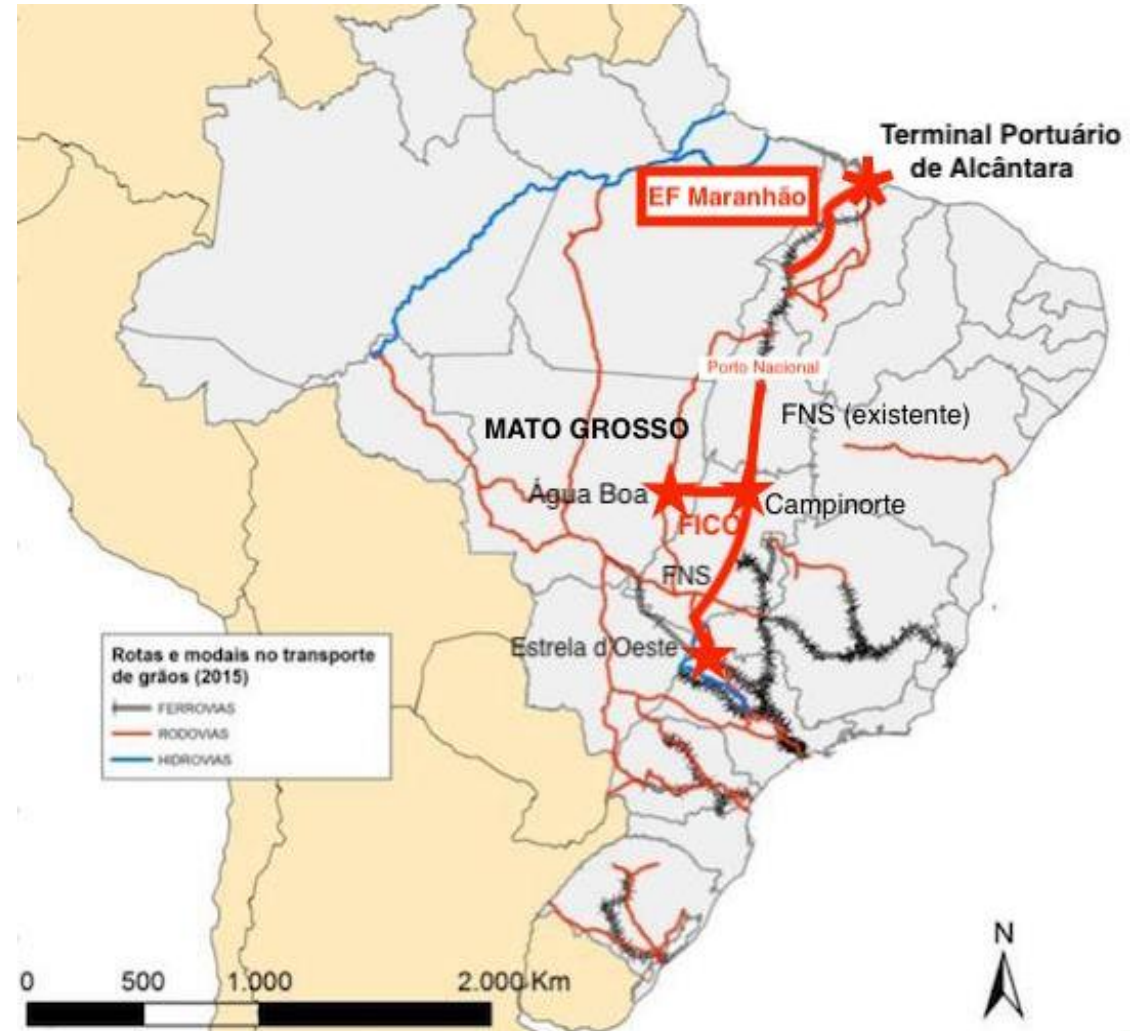 Terminal Portuário
de Alcântara
EF Maranhão
Porto Nacional
FNS (existente)
MATO GROSSO
Água Boa
Campinorte
FICO
FNS
Estrela d'Oeste
Rotas e modais no transporte
de grãos (2015)
FERROVIAS
RODOVIAS
HIDROVIAS
N
0 500 1.000 2.000 Km